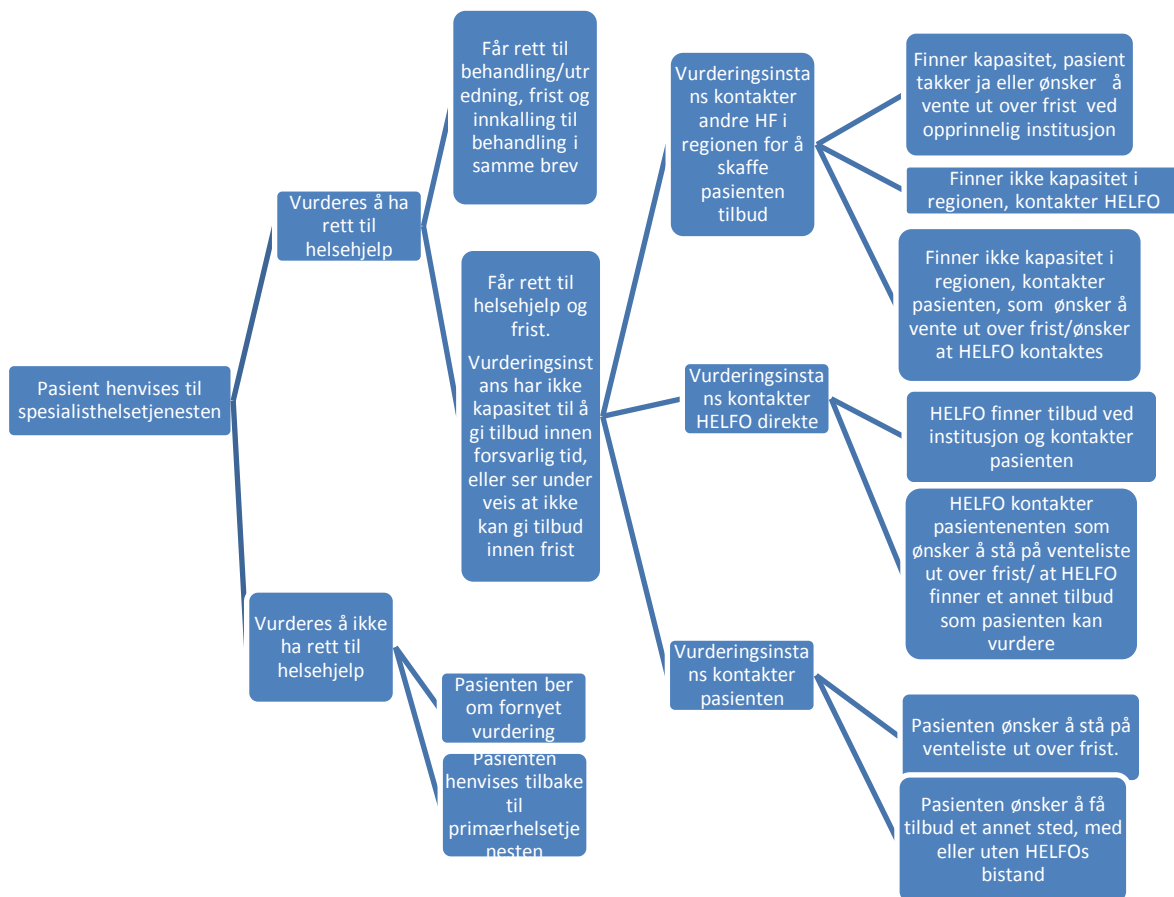 Pasient henvises til
spesialisthelsetjenesten
Vurderes å ha
rett til
helsehjelp
Får rett til
behandling/utr
edning, frist og
innkalling til
behandling i
samme brev
Får rett til
helsehjelp og
frist.
Vurderingsinst
ans har ikke
kapasitet til å
gi tilbud innen
forsvarlig tid,
eller ser under
veis at ikke
kan gi tilbud
innen frist
Vurderingsinsta
ns kontakter
andre HF i
regionen for å
skaffe
pasienten
tilbud
Finner kapasitet, pasient
takker ja eller ønsker å
vente ut over frist ved
opprinnelig institusjon
Finner ikke kapasitet i
regionen, kontakter HELFO
Finner ikke kapasitet i
regionen, kontakter
pasienten, som ønsker å
vente ut over frist/ønsker
at HELFO kontaktes
Vurderingsinsta
ns kontakter
HELFO direkte
HELFO finner tilbud ved
institusjon og kontakter
pasienten
HELFO kontakter
pasientenenten som
ønsker å stå på venteliste
ut over frist/ at HELFO
finner et annet tilbud
som pasienten kan
vurdere
Vurderingsinsta
ns kontakter
pasienten
Pasienten ønsker å stå på
venteliste ut over frist.
Pasienten ønsker å få
tilbud et annet sted, med
eller uten HELFOs
bistand
Vurderes å ikke
ha rett til
helsehjelp
Pasienten ber
om fornyet
vurdering
Pasienten
henvises tilbake
til
primærhelsetje
nesten